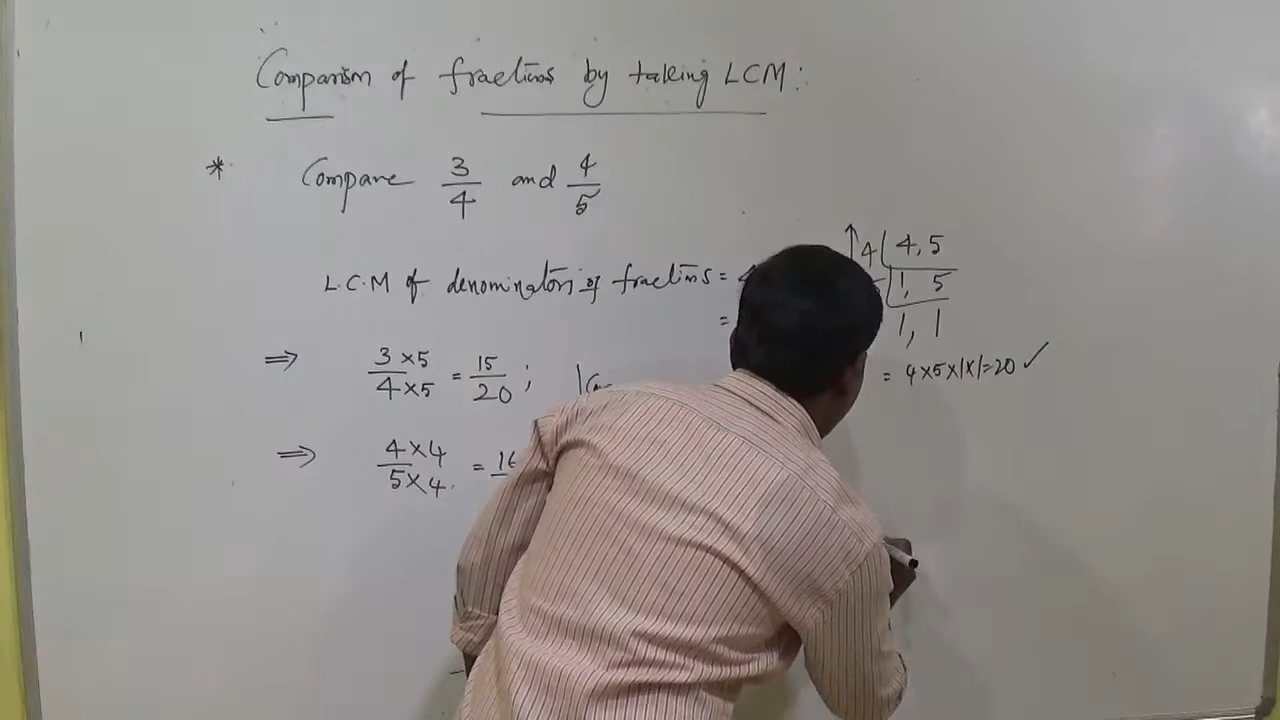 Comparison of fractions by taking LCM:
* Compare 3/4 and 4/5
L.C.M of denominators of fractions =
=
4 ( 4, 5
1, 5
1, 1
= 4 x 5 x 1 x 1 = 20 ✓
⇒ 3 x 5 / 4 x 5 = 15 / 20 ;
⇒ 4 x 4 / 5 x 4 = 16